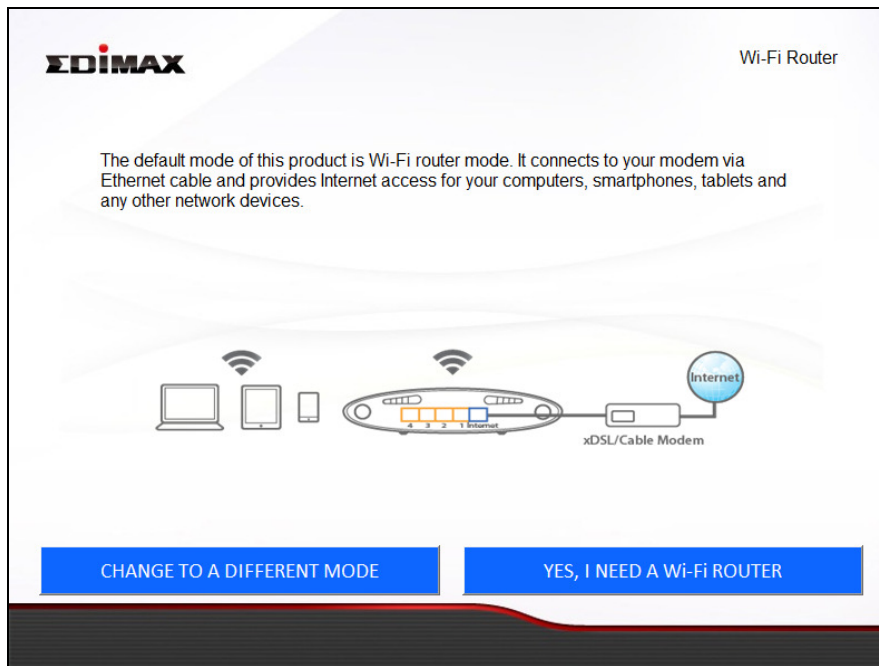 EDIMAX
Wi-Fi Router
The default mode of this product is Wi-Fi router mode. It connects to your modem via
Ethernet cable and provides Internet access for your computers, smartphones, tablets and
any other network devices.
Internet
4 3 2 1 Internet
xDSL/Cable Modem
CHANGE TO A DIFFERENT MODE
YES, I NEED A Wi-Fi ROUTER